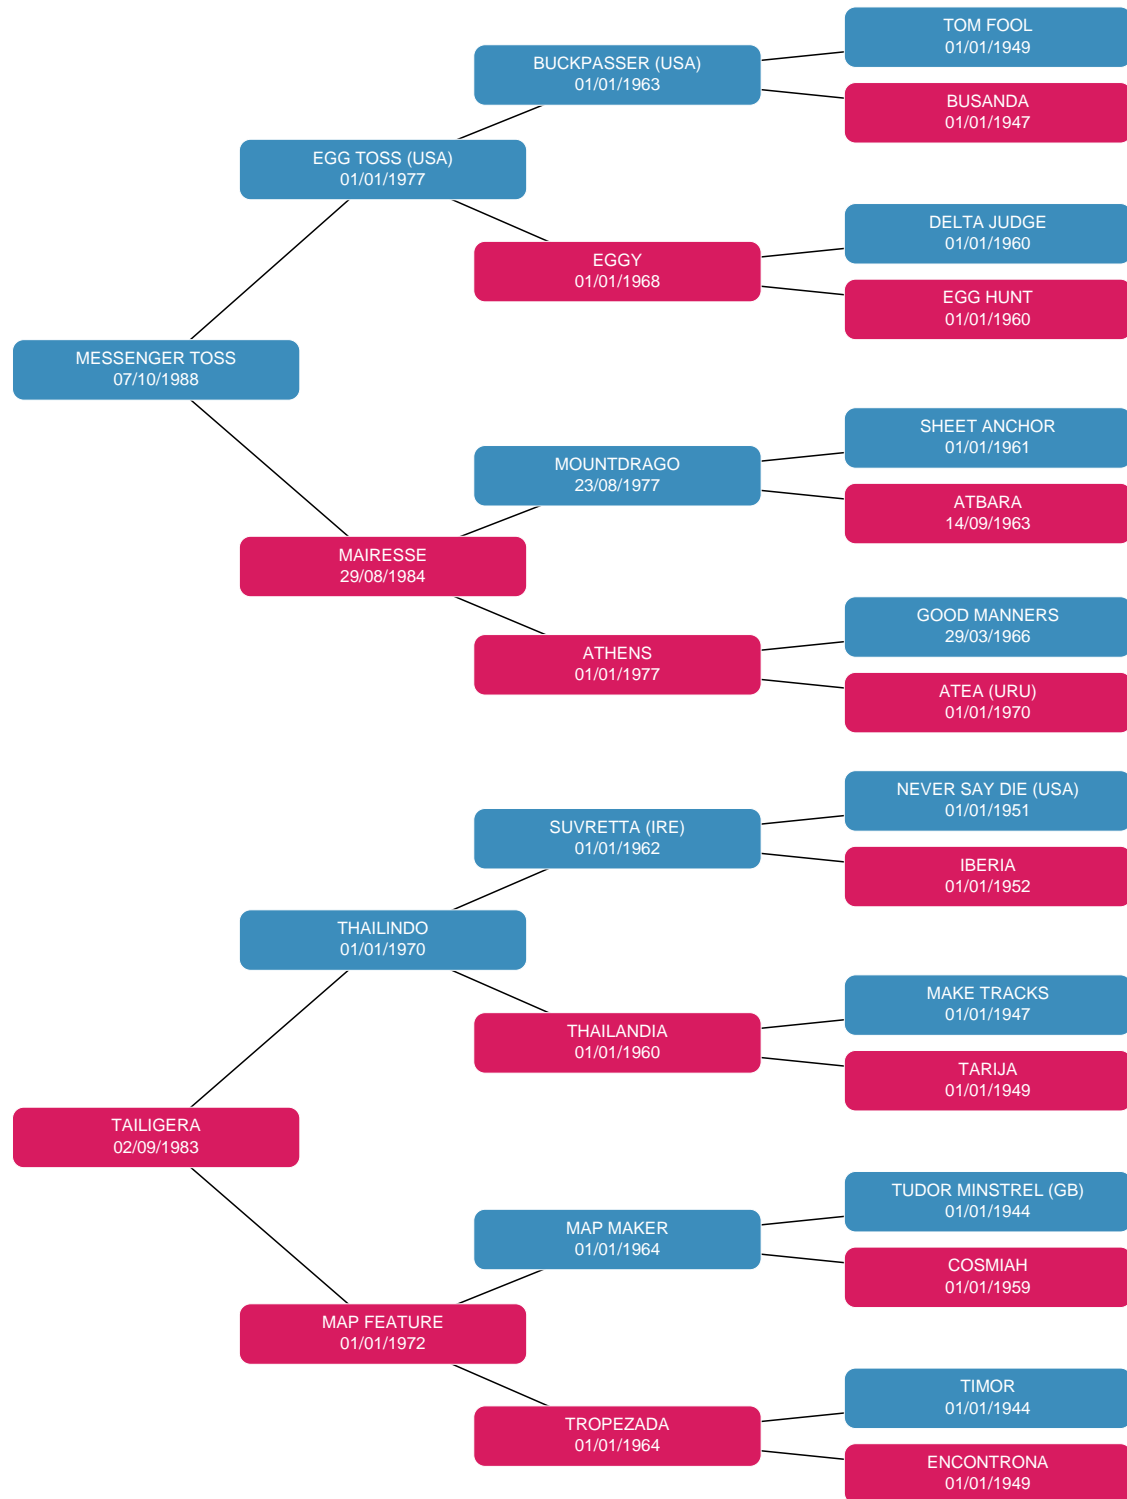 TOM FOOL
01/01/1949
BUCKPASSER (USA)
01/01/1963
BUSANDA
01/01/1947
EGG TOSS (USA)
01/01/1977
DELTA JUDGE
01/01/1960
EGGY
01/01/1968
EGG HUNT
01/01/1960
MESSENGER TOSS
07/10/1988
SHEET ANCHOR
01/01/1961
MOUNTDRAGO
23/08/1977
ATBARA
14/09/1963
MAIRESSE
29/08/1984
GOOD MANNERS
29/03/1966
ATHENS
01/01/1977
ATEA (URU)
01/01/1970
NEVER SAY DIE (USA)
01/01/1951
SUVRETTA (IRE)
01/01/1962
IBERIA
01/01/1952
THAILINDO
01/01/1970
MAKE TRACKS
01/01/1947
THAILANDIA
01/01/1960
TARIJA
01/01/1949
TAILIGERA
02/09/1983
TUDOR MINSTREL (GB)
01/01/1944
MAP MAKER
01/01/1964
COSMIAH
01/01/1959
MAP FEATURE
01/01/1972
TIMOR
01/01/1944
TROPEZADA
01/01/1964
ENCONTRONA
01/01/1949